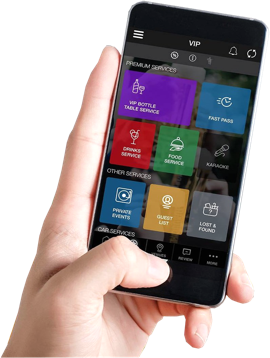 VIP
PREMIUM SERVICES
VIP BOTTLE
TABLE SERVICE
FAST PASS
DRINKS
SERVICE
FOOD
SERVICE
KARAOKE
OTHER SERVICES
PRIVATE
EVENTS
GUEST
LIST
LOST &
FOUND
CAR SERVICES
REVIEW
MORE